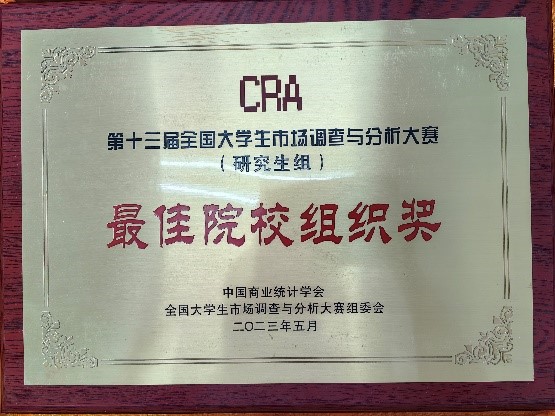 CRA
第十三届全国大学生市场调查与分析大赛
（研究生组）
最佳院校组织奖
中国商业统计学会
全国大学生市场调查与分析大赛组委会
二〇二三年五月